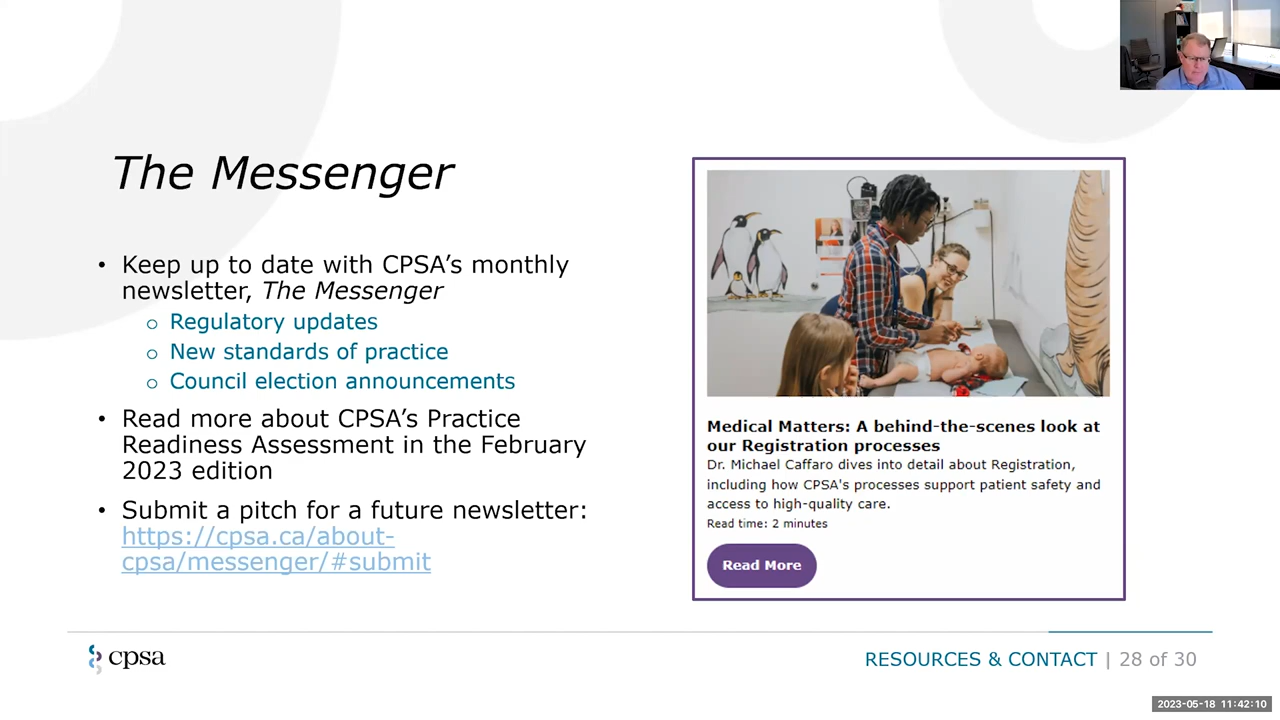 The Messenger
• Keep up to date with CPSA’s monthly
newsletter, The Messenger
o Regulatory updates
o New standards of practice
o Council election announcements
• Read more about CPSA’s Practice
Readiness Assessment in the February
2023 edition
• Submit a pitch for a future newsletter:
https://cpsa.ca/about-
cpsa/messenger/#submit
Medical Matters: A behind-the-scenes look at
our Registration processes
Dr. Michael Caffaro dives into detail about Registration,
including how CPSA's processes support patient safety and
access to high-quality care.
Read time: 2 minutes
Read More
cpsa
RESOURCES & CONTACT | 28 of 30
2023-05-18 11:42:10